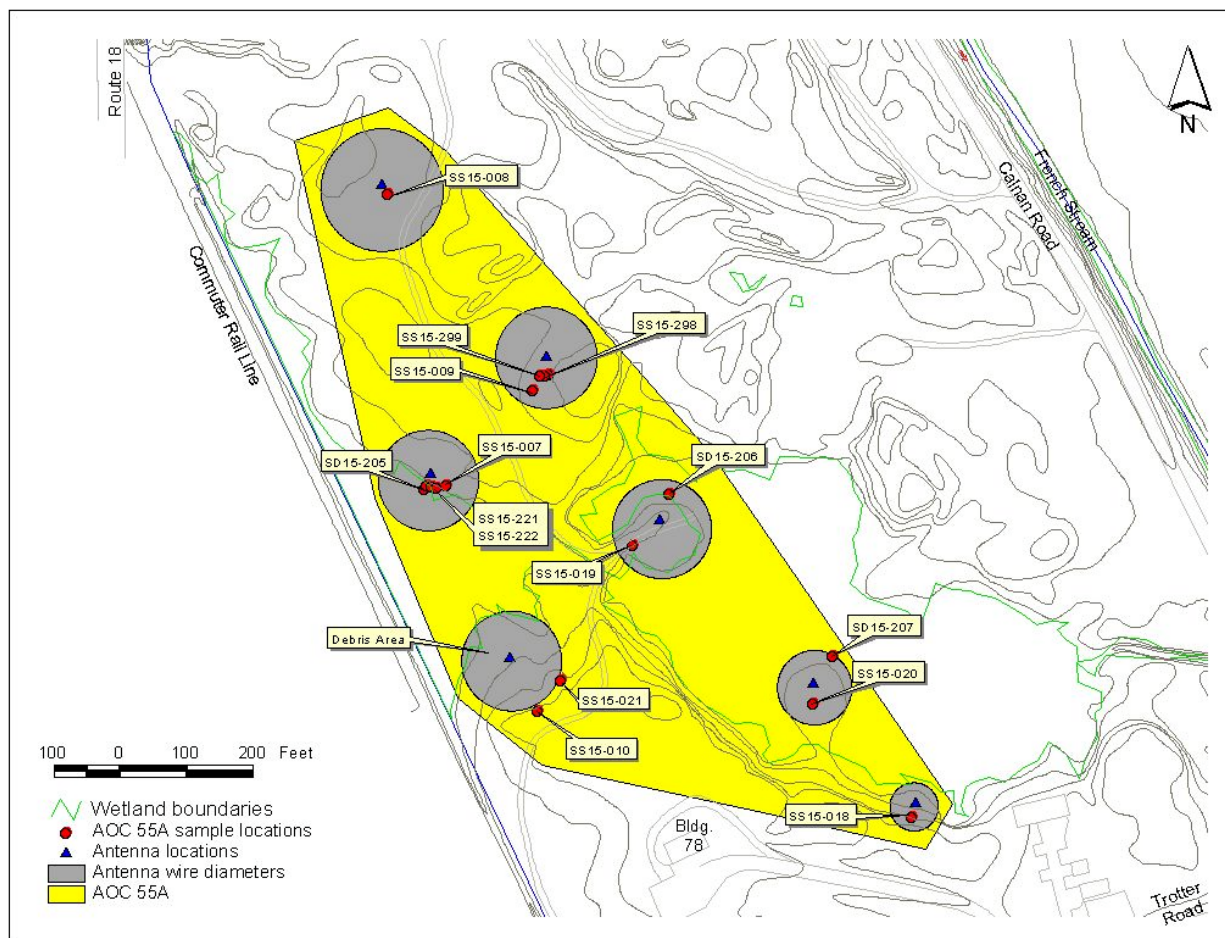 Route 18
N
French Stream
Calnan Road
Commuter Rail Line
SS15-008
SS15-299
SS15-298
SS15-009
SS15-007
SD15-205
SD15-206
SS15-221
SS15-222
SS15-019
Debris Area
SD15-207
SS15-020
SS15-021
SS15-010
SS15-018
Bldg.
78
Trotter
Road
100 0 100 200 Feet
Wetland boundaries
AOC 55A sample locations
Antenna locations
Antenna wire diameters
AOC 55A